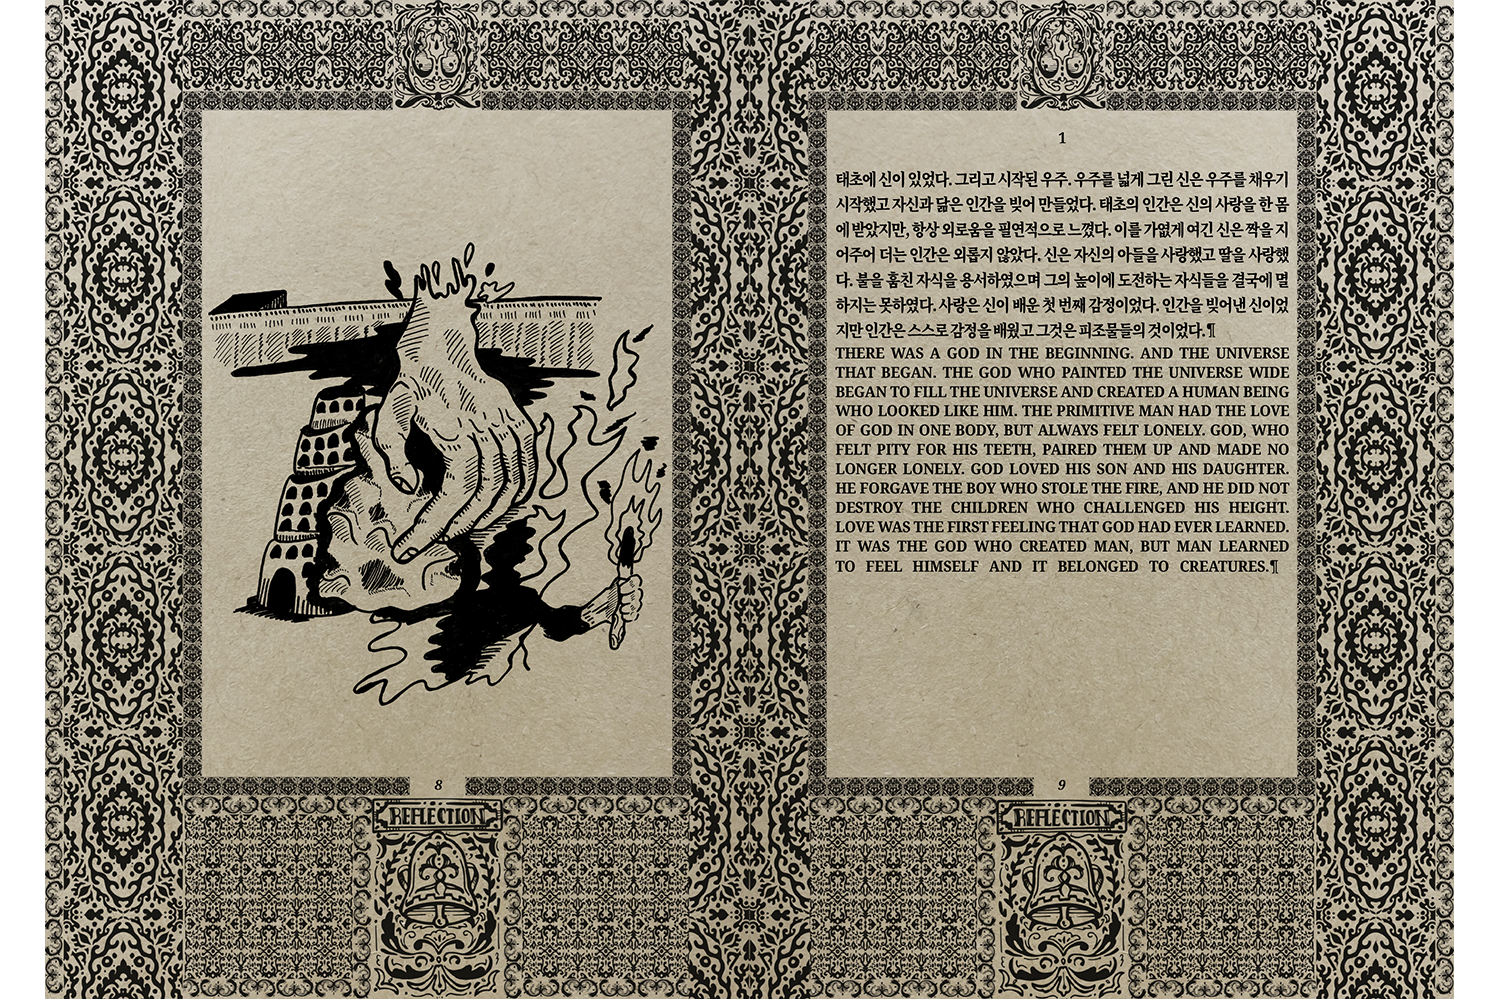 8
REFLECTION
1
태초에 신이 있었다. 그리고 시작된 우주. 우주를 넓게 그린 신은 우주를 채우기
시작했고 자신과 닮은 인간을 빚어 만들었다. 태초의 인간은 신의 사랑을 한 몸
에 받았지만, 항상 외로움을 필연적으로 느꼈다. 이를 가엾게 여긴 신은 짝을 지
어주어 더는 인간은 외롭지 않았다. 신은 자신의 아들을 사랑했고 딸을 사랑했
다. 불을 훔친 자식을 용서하였으며 그의 높이에 도전하는 자식들을 결국에 멸
하지는 못하였다. 사랑은 신이 배운 첫 번째 감정이었다. 인간을 빚어낸 신이었
지만 인간은 스스로 감정을 배웠고 그것은 피조물들의 것이었다.¶
THERE WAS A GOD IN THE BEGINNING. AND THE UNIVERSE
THAT BEGAN. THE GOD WHO PAINTED THE UNIVERSE WIDE
BEGAN TO FILL THE UNIVERSE AND CREATED A HUMAN BEING
WHO LOOKED LIKE HIM. THE PRIMITIVE MAN HAD THE LOVE
OF GOD IN ONE BODY, BUT ALWAYS FELT LONELY. GOD, WHO
FELT PITY FOR HIS TEETH, PAIRED THEM UP AND MADE NO
LONGER LONELY. GOD LOVED HIS SON AND HIS DAUGHTER.
HE FORGAVE THE BOY WHO STOLE THE FIRE, AND HE DID NOT
DESTROY THE CHILDREN WHO CHALLENGED HIS HEIGHT.
LOVE WAS THE FIRST FEELING THAT GOD HAD EVER LEARNED.
IT WAS THE GOD WHO CREATED MAN, BUT MAN LEARNED
TO FEEL HIMSELF AND IT BELONGED TO CREATURES.¶
9
REFLECTION